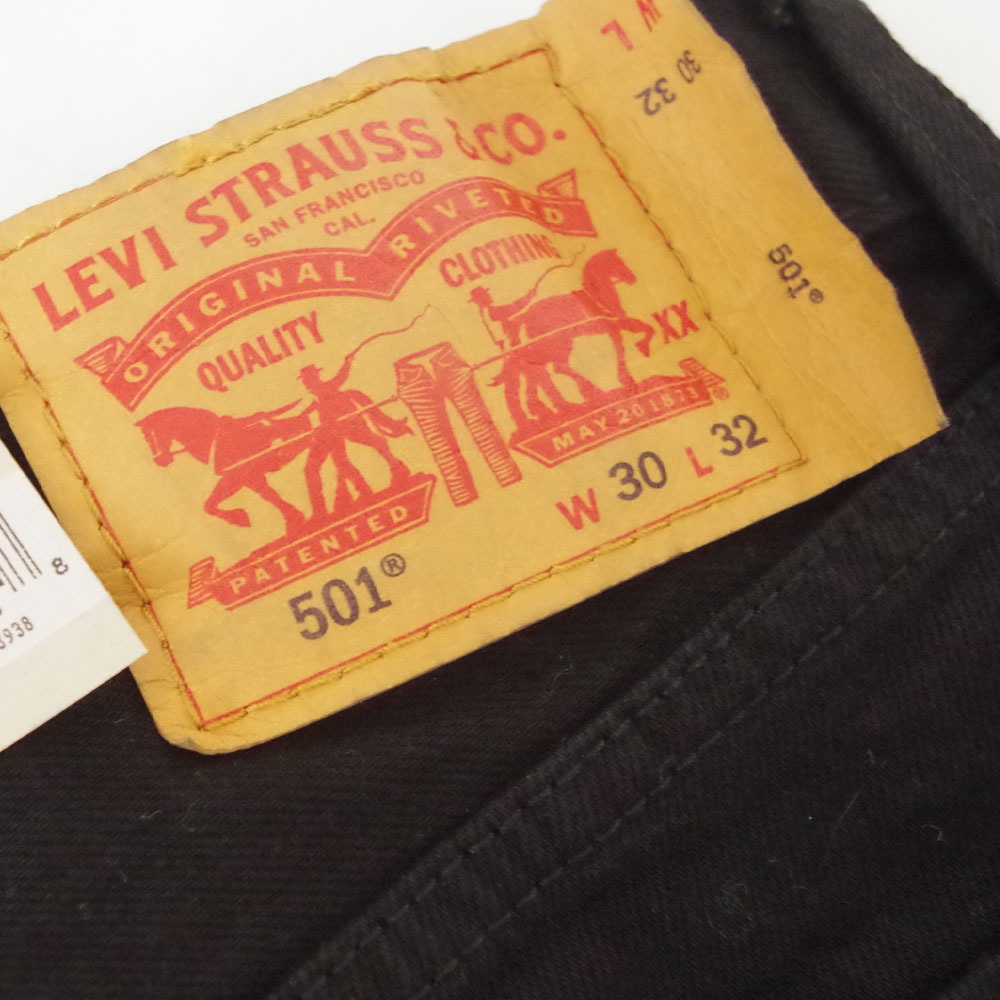 LEVI STRAUSS & CO.
SAN FRANCISCO
CAL.
ORIGINAL RIVETED
QUALITY CLOTHING
XX
PATENTED
MAY 20 1873 ®
501® W 30 L 32
W L
30 32
501®
8
3938